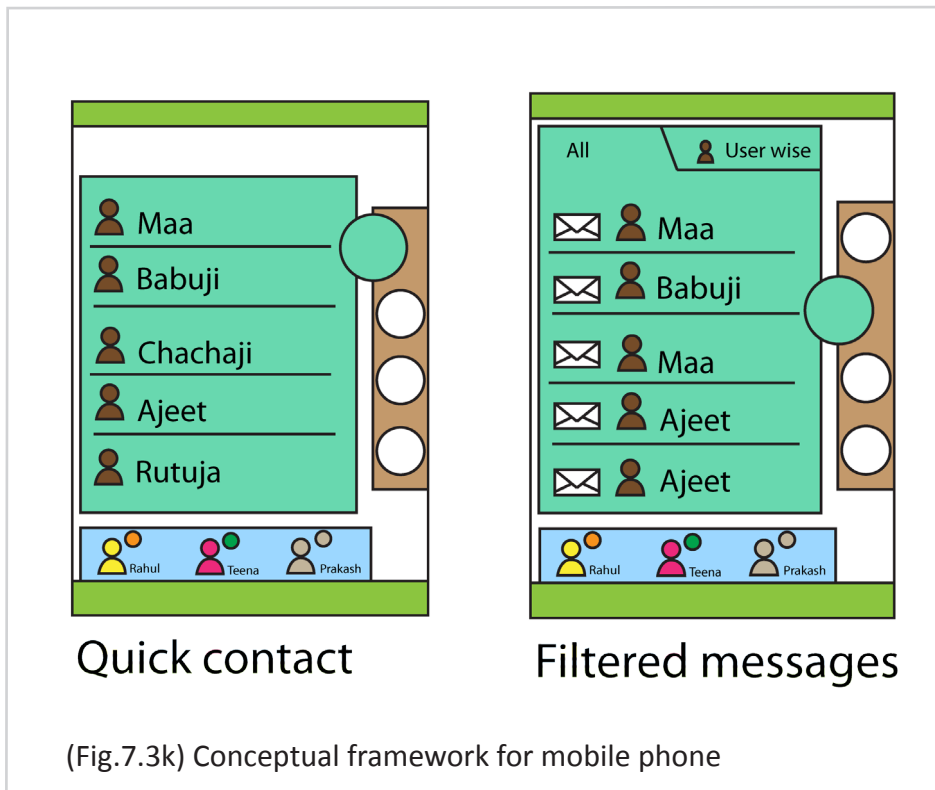 Maa
Babuji
Chachaji
Ajeet
Rutuja
Rahul Teena Prakash
Quick contact
All User wise
Maa
Babuji
Maa
Ajeet
Ajeet
Rahul Teena Prakash
Filtered messages
(Fig.7.3k) Conceptual framework for mobile phone